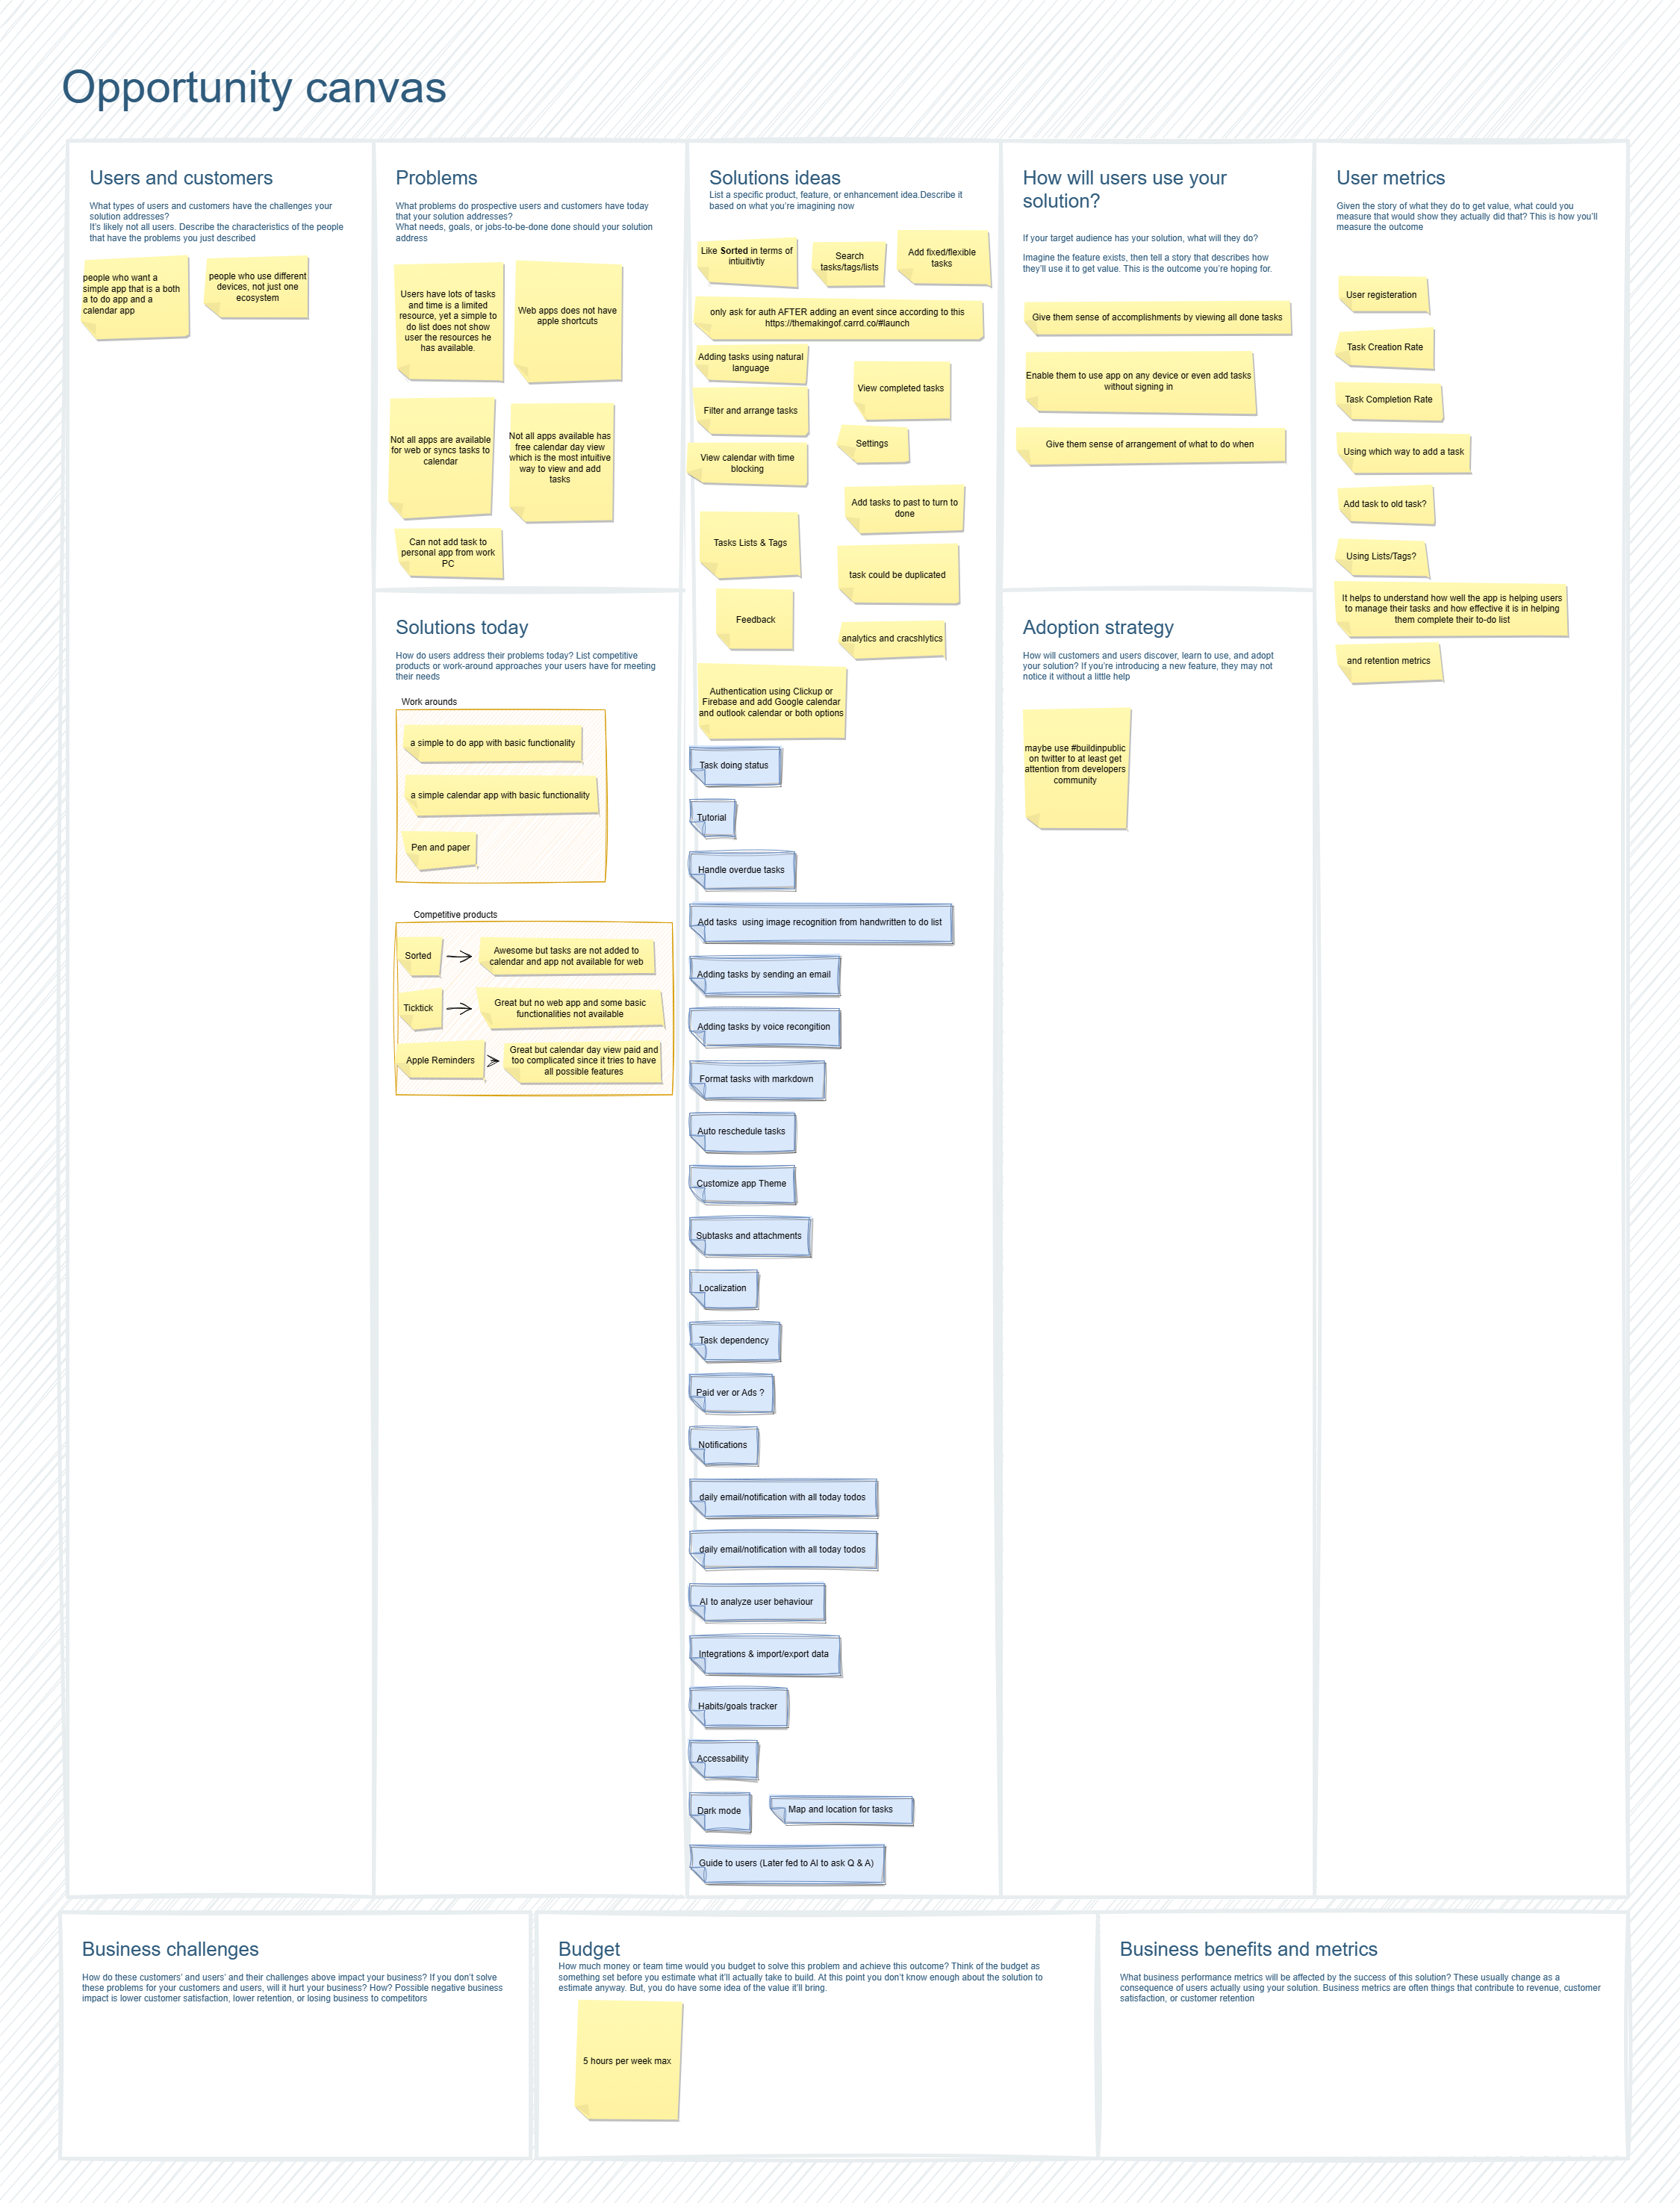 Opportunity canvas
Users and customers
What types of users and customers have the challenges your
solution addresses?
It's likely not all users. Describe the characteristics of the people
that have the problems you just described
people who want a
simple app that is a both
a to do app and a
calendar app
people who use different
devices, not just one
ecosystem
Problems
What problems do prospective users and customers have today
that your solution addresses?
What needs, goals, or jobs-to-be-done done should your solution
address
Users have lots of tasks
and time is a limited
resource, yet a simple to
do list does not show
user the resources he
has available.
Web apps does not have
apple shortcuts
Not all apps are available
for web or syncs tasks to
calendar
Not all apps available has
free calendar day view
which is the most intuitive
way to view and add
tasks
Can not add task to
personal app from work
PC
Solutions today
How do users address their problems today? List competitive
products or work-around approaches your users have for meeting
their needs
Work arounds
a simple to do app with basic functionality
a simple calendar app with basic functionality
Pen and paper
Competitive products
Sorted
Awesome but tasks are not added to
calendar and app not available for web
Ticktick
Great but no web app and some basic
functionalities not available
Apple Reminders
Great but calendar day view paid and
too complicated since it tries to have
all possible features
Solutions ideas
List a specific product, feature, or enhancement idea.Describe it
based on what you're imagining now
Like Sorted in terms of
intiuitivtiy
Search
tasks/tags/lists
Add fixed/flexible
tasks
only ask for auth AFTER adding an event since according to this
https://themakingof.carrd.co/#launch
Adding tasks using natural
language
View completed tasks
Filter and arrange tasks
Settings
View calendar with time
blocking
Add tasks to past to turn to
done
Tasks Lists & Tags
task could be duplicated
Feedback
analytics and cracshlytics
Authentication using Clickup or
Firebase and add Google calendar
and outlook calendar or both options
Task doing status
Tutorial
Handle overdue tasks
Add tasks  using image recognition from handwritten to do list
Adding tasks by sending an email
Adding tasks by voice recongition
Format tasks with markdown
Auto reschedule tasks
Customize app Theme
Subtasks and attachments
Localization
Task dependency
Paid ver or Ads ?
Notifications
daily email/notification with all today todos
daily email/notification with all today todos
AI to analyze user behaviour
Integrations & import/export data
Habits/goals tracker
Accessability
Dark mode
Map and location for tasks
Guide to users (Later fed to AI to ask Q & A)
How will users use your
solution?
If your target audience has your solution, what will they do?
Imagine the feature exists, then tell a story that describes how
they'll use it to get value. This is the outcome you're hoping for.
Give them sense of accomplishments by viewing all done tasks
Enable them to use app on any device or even add tasks
without signing in
Give them sense of arrangement of what to do when
Adoption strategy
How will customers and users discover, learn to use, and adopt
your solution? If you're introducing a new feature, they may not
notice it without a little help
maybe use #buildinpublic
on twitter to at least get
attention from developers
community
User metrics
Given the story of what they do to get value, what could you
measure that would show they actually did that? This is how you'll
measure the outcome
User registeration
Task Creation Rate
Task Completion Rate
Using which way to add a task
Add task to old task?
Using Lists/Tags?
It helps to understand how well the app is helping users
to manage their tasks and how effective it is in helping
them complete their to-do list
and retention metrics
Business challenges
How do these customers' and users' and their challenges above impact your business? If you don't solve
these problems for your customers and users, will it hurt your business? How? Possible negative business
impact is lower customer satisfaction, lower retention, or losing business to competitors
Budget
How much money or team time would you budget to solve this problem and achieve this outcome? Think of the budget as
something set before you estimate what it'll actually take to build. At this point you don't know enough about the solution to
estimate anyway. But, you do have some idea of the value it'll bring.
5 hours per week max
Business benefits and metrics
What business performance metrics will be affected by the success of this solution? These usually change as a
consequence of users actually using your solution. Business metrics are often things that contribute to revenue, customer
satisfaction, or customer retention